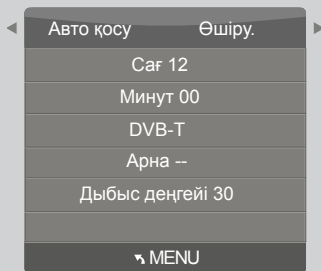 Авто қосу Өшіру.
Сағ 12
Минут 00
DVB-T
Арна --
Дыбыс деңгейі 30
MENU